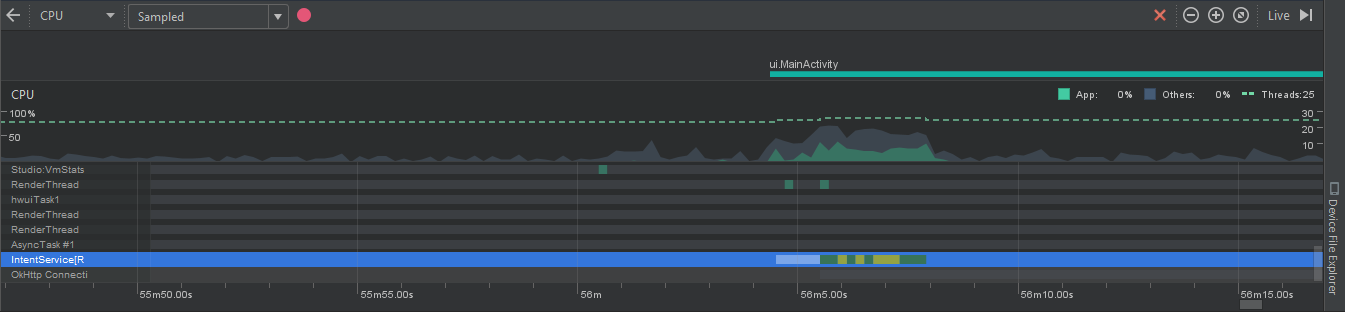 CPU Sampled Live
ui.MainActivity
CPU App: 0% Others: 0% Threads:25
100% 30
50 20
10
Studio:VmStats
RenderThread
hwuiTask1
RenderThread
RenderThread
AsyncTask #1
IntentService[R
OkHttp Connecti
55m50.00s 55m55.00s 56m 56m5.00s 56m10.00s 56m15.00s
Device File Explorer